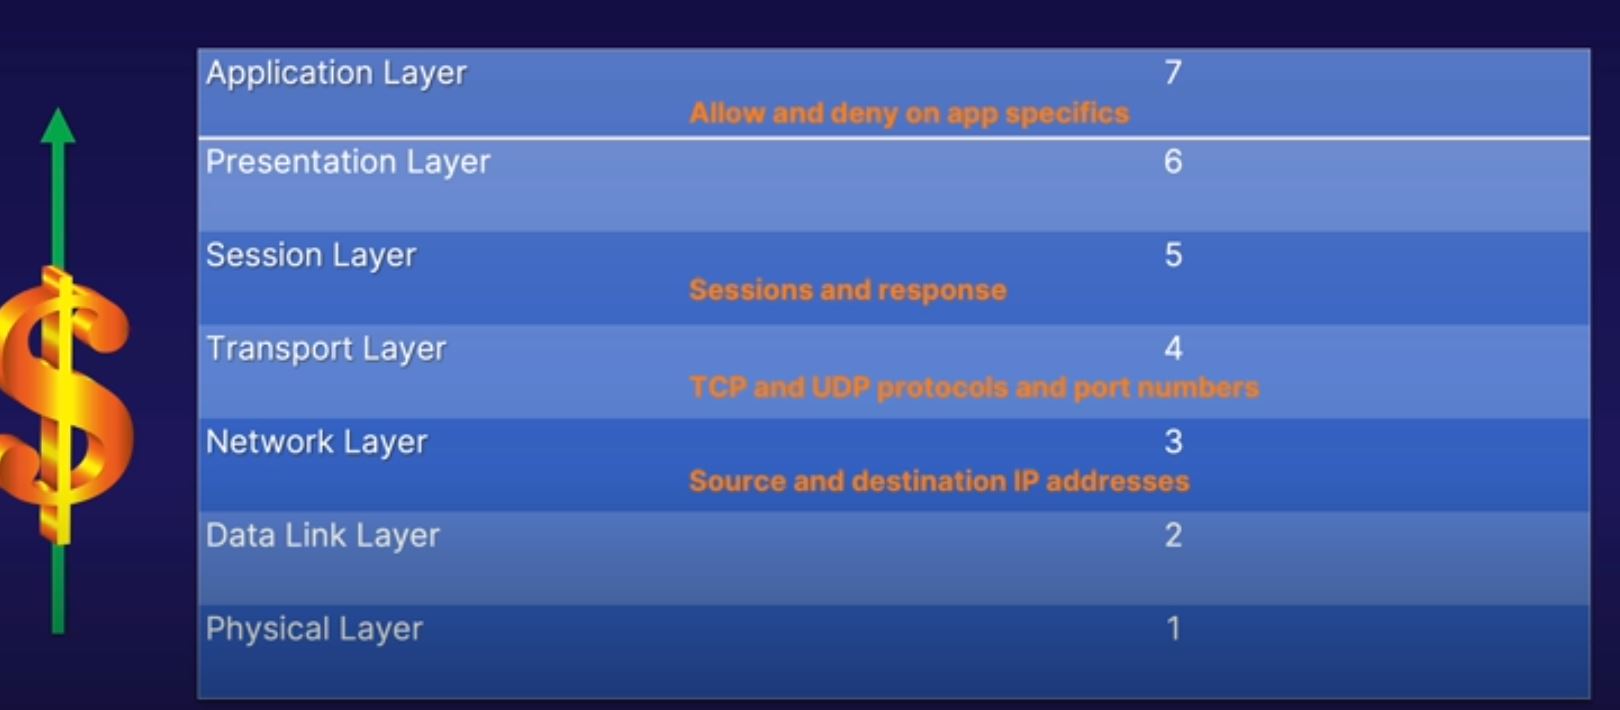 Application Layer 7
Allow and deny on app specifics
Presentation Layer 6
Session Layer 5
Sessions and response
Transport Layer 4
TCP and UDP protocols and port numbers
Network Layer 3
Source and destination IP addresses
Data Link Layer 2
Physical Layer 1
$